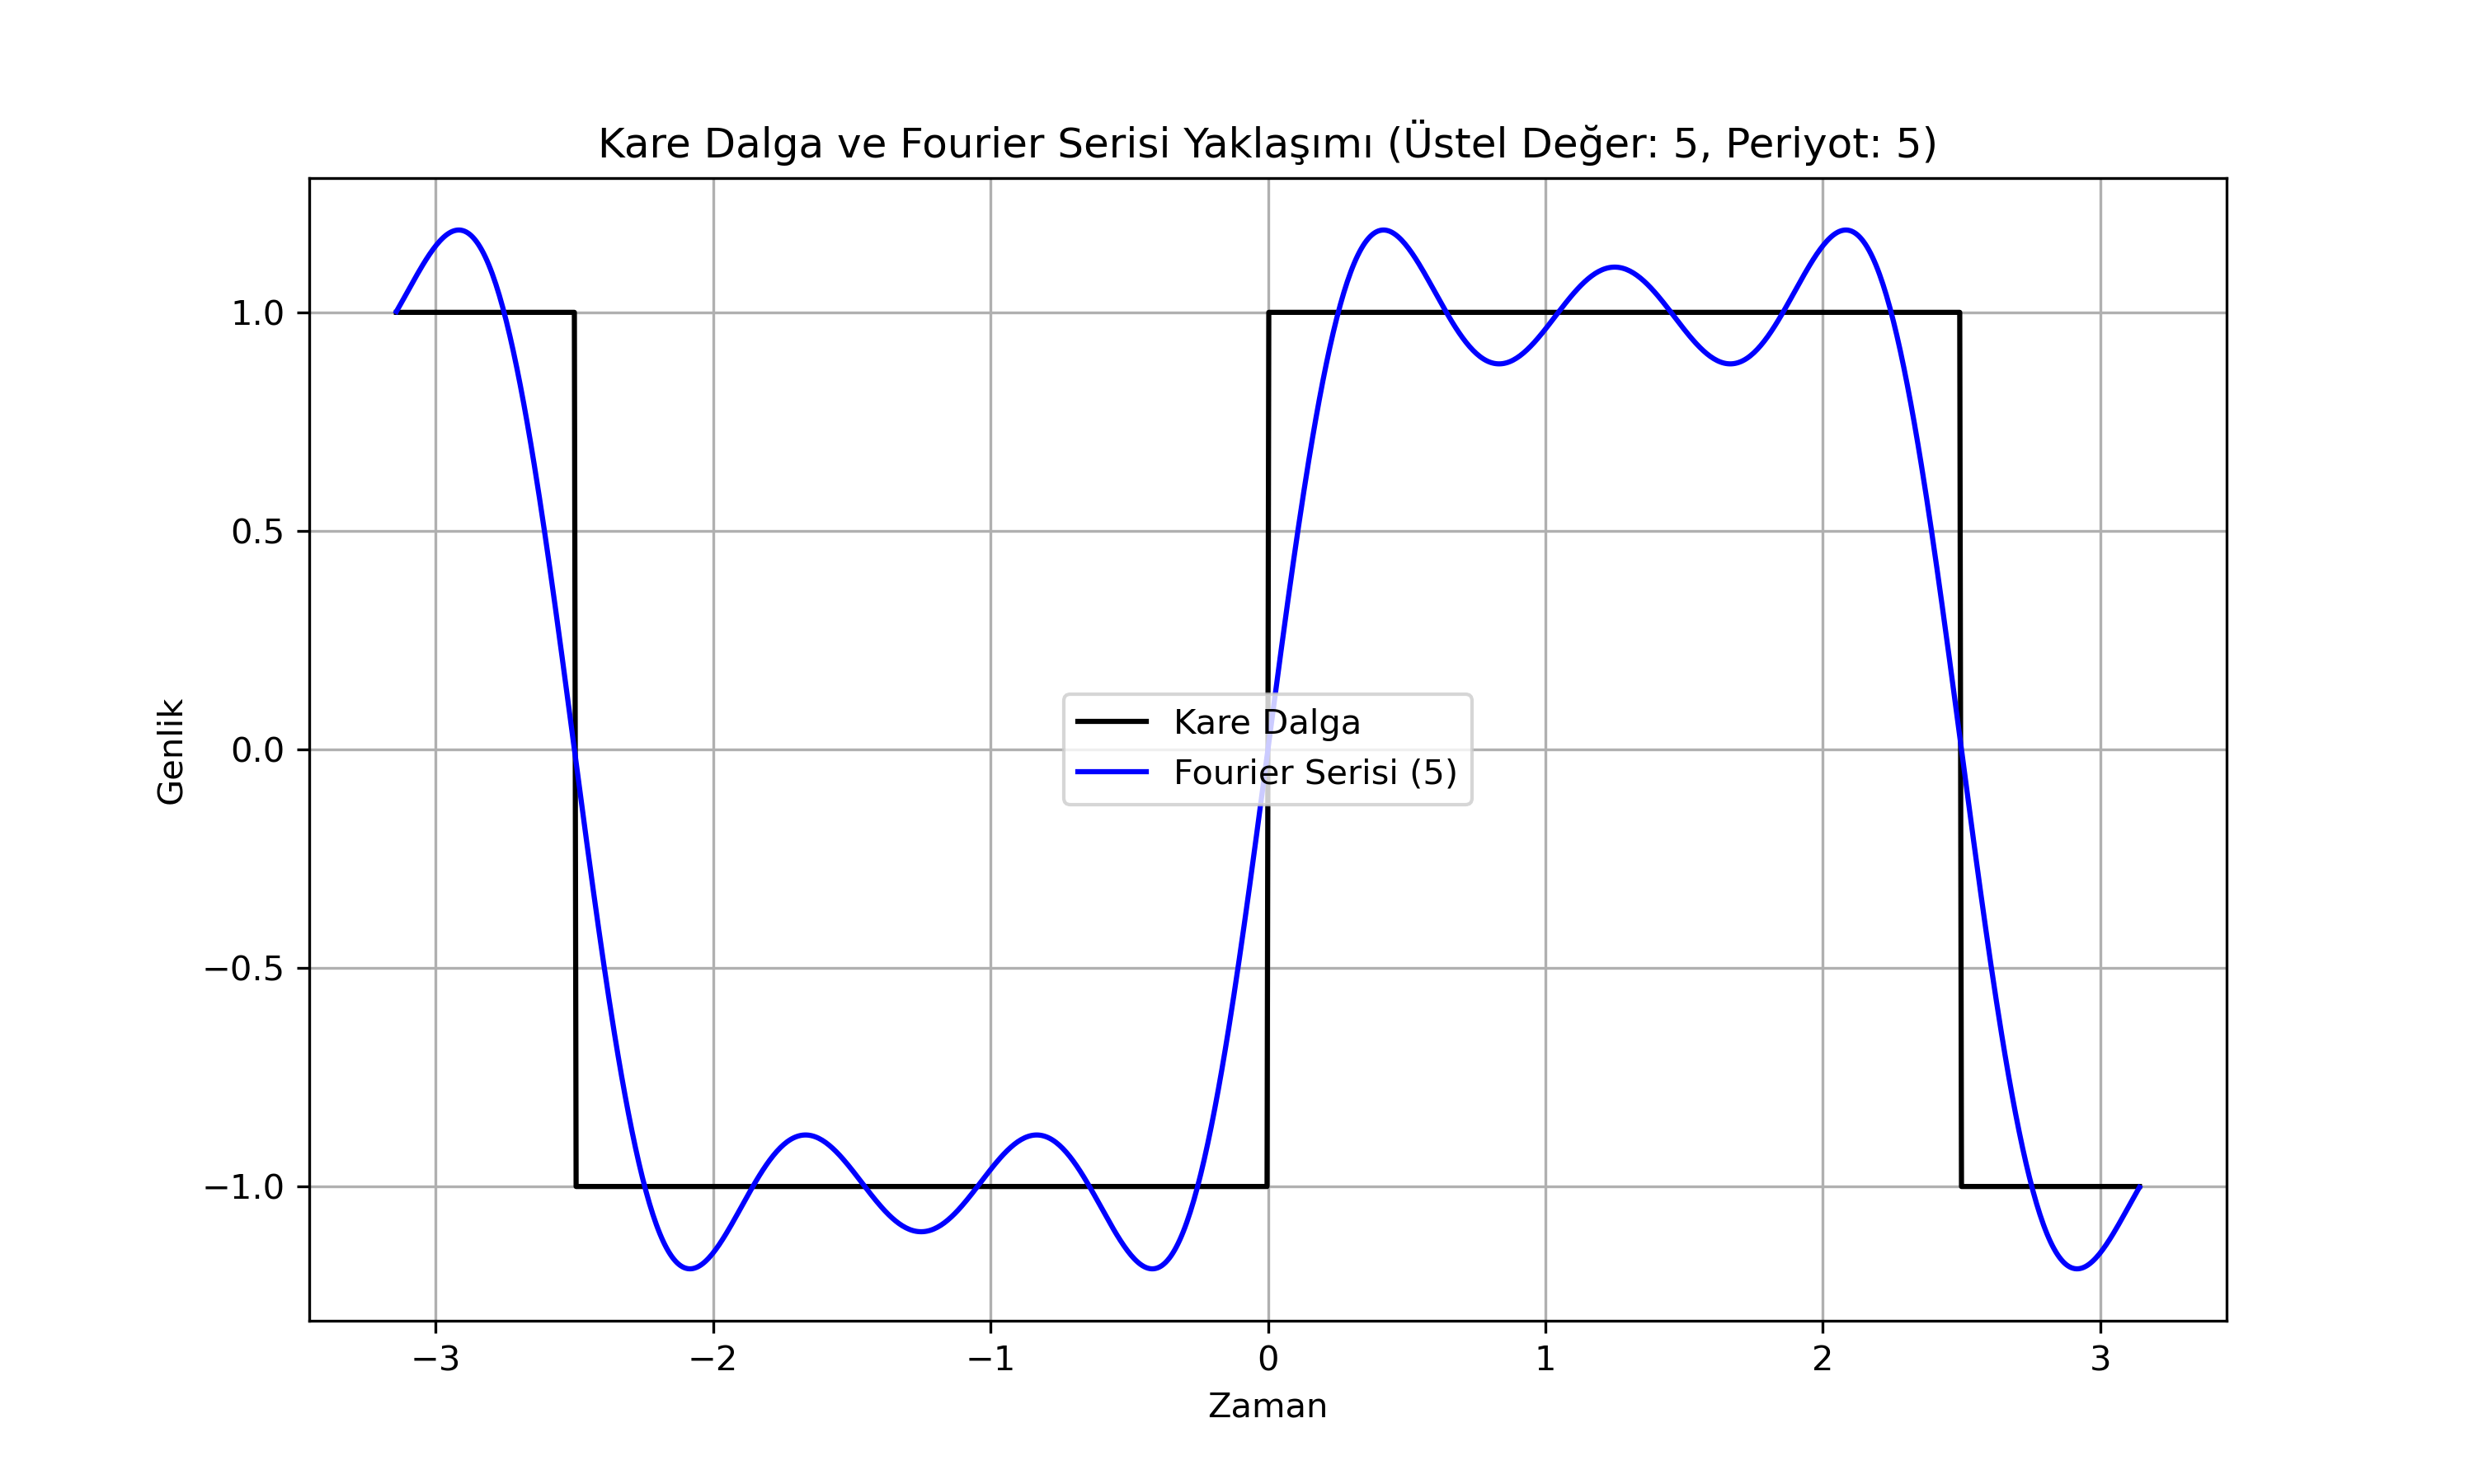 Kare Dalga ve Fourier Serisi Yaklaşımı (Üstel Değer: 5, Periyot: 5)
Genlik
1.0
0.5
0.0
−0.5
−1.0
Kare Dalga
Fourier Serisi (5)
−3 −2 −1 0 1 2 3
Zaman